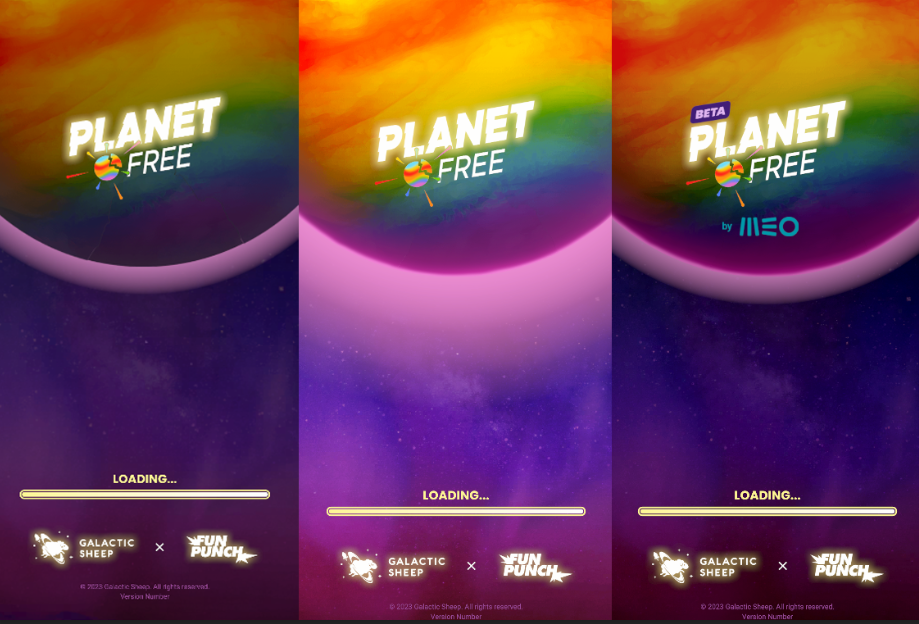 PLANET
FREE
LOADING...
GALACTIC
SHEEP
×
FUN
PUNCH
© 2023 Galactic Sheep. All rights reserved.
Version Number
PLANET
FREE
LOADING...
GALACTIC
SHEEP
×
FUN
PUNCH
© 2023 Galactic Sheep. All rights reserved.
Version Number
BETA
PLANET
FREE
by MEO
LOADING...
GALACTIC
SHEEP
×
FUN
PUNCH
© 2023 Galactic Sheep. All rights reserved.
Version Number